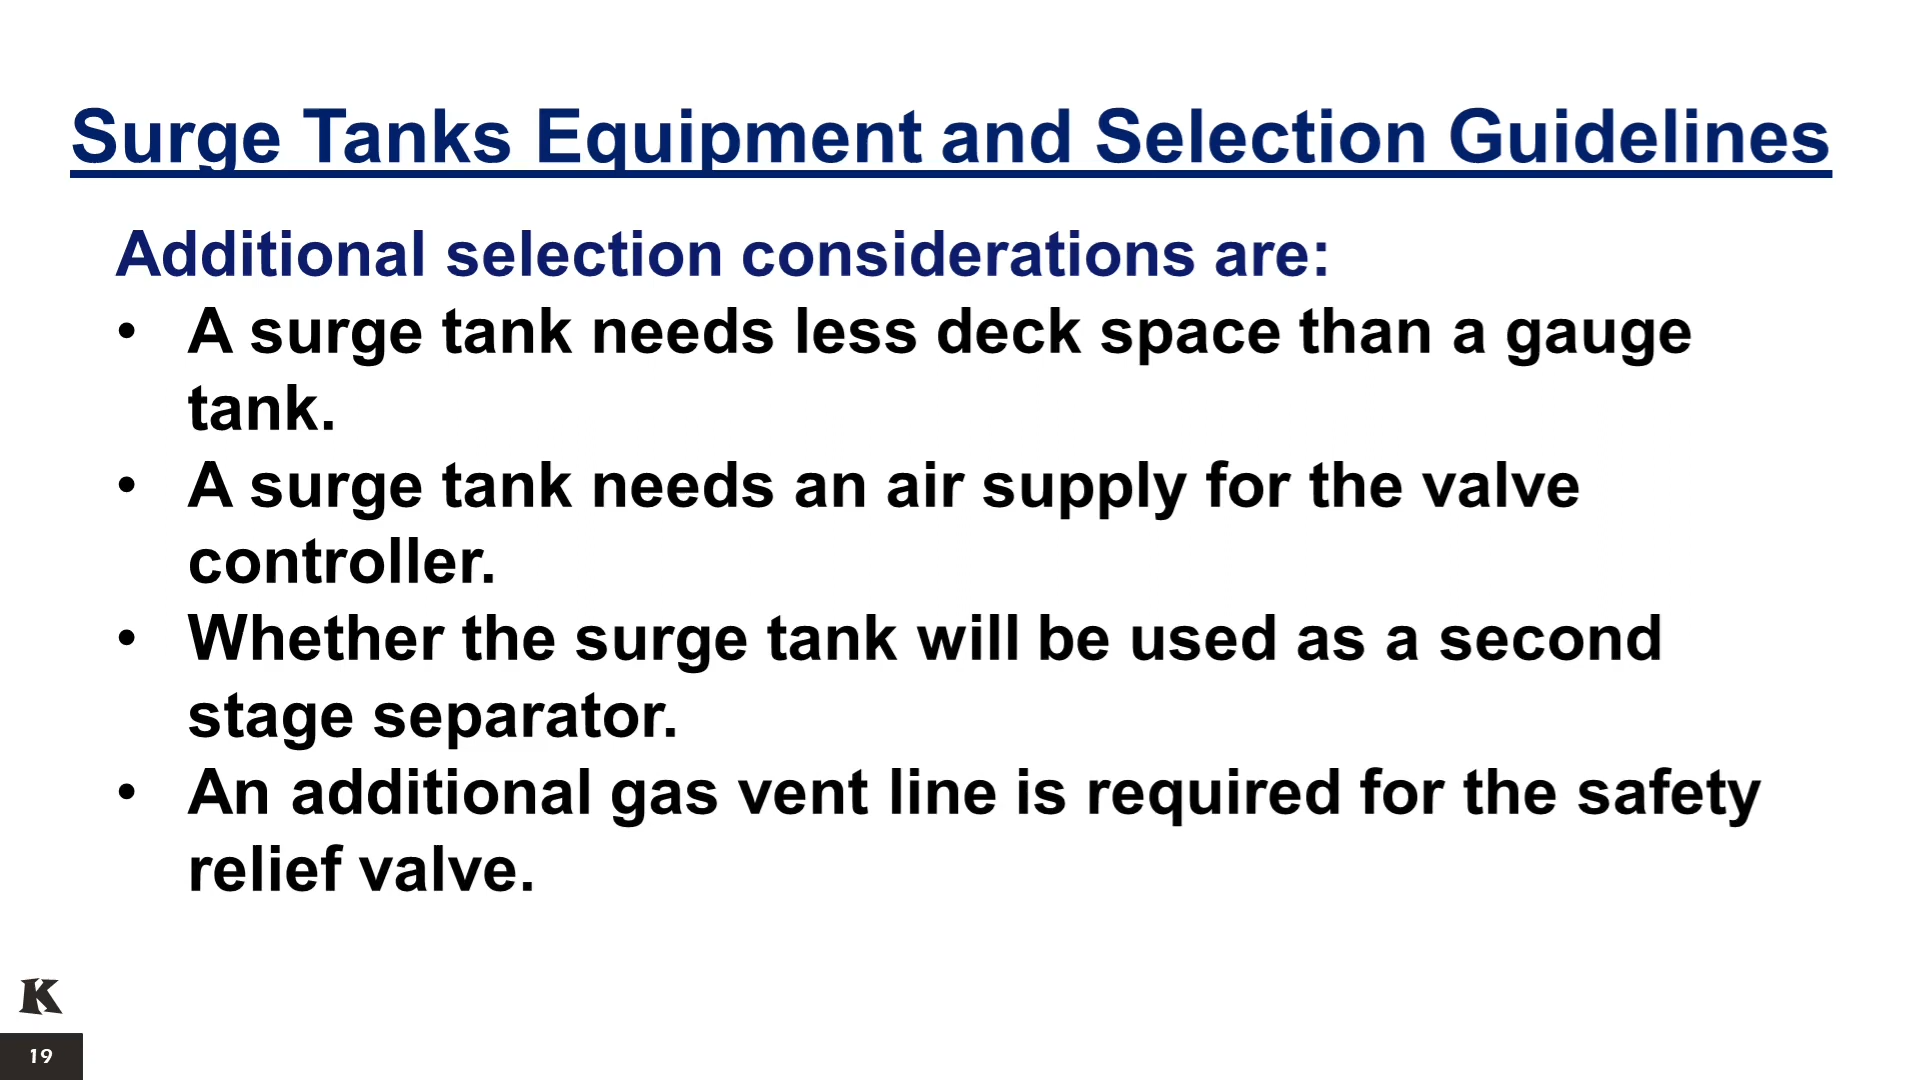 Surge Tanks Equipment and Selection Guidelines
Additional selection considerations are:
• A surge tank needs less deck space than a gauge
tank.
• A surge tank needs an air supply for the valve
controller.
• Whether the surge tank will be used as a second
stage separator.
• An additional gas vent line is required for the safety
relief valve.
K
19